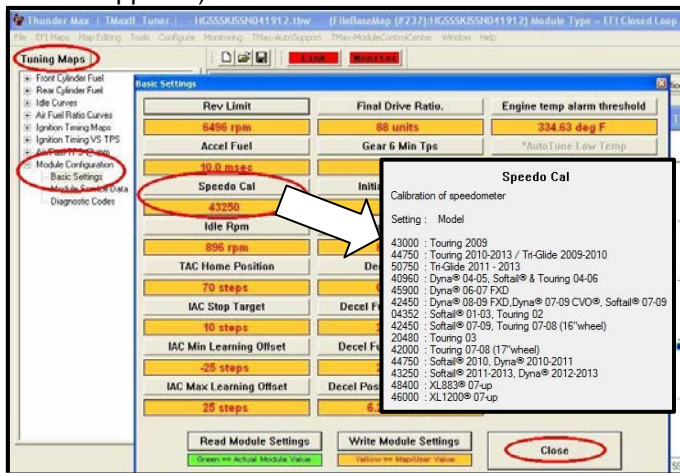 Thunder Max | TMaxII_Tuner | - HGSSSKISSN041912.tbw (FileBaseMap (#237):HGSSSKISSN041912) Module Type = EFI Closed Loop
File EFI Maps Map Editing Tools Configure Monitoring TMax-AutoSupport TMax-ModuleControlCenter Window Help
Tuning Maps
Link Monitor
Front Cylinder Fuel
Rear Cylinder Fuel
Idle Curves
Air Fuel Ratio Curves
Ignition Timing Maps
Ignition Timing VS TPS
Module Configuration
Basic Settings
Module Service Data
Diagnostic Codes
Basic Settings
Rev Limit Final Drive Ratio. Engine temp alarm threshold
6496 rpm 88 units 334.63 deg F
Accel Fuel Gear 6 Min Tps *AutoTune Low Temp
10.0 msec
Speedo Cal
43250
Idle Rpm
896 rpm
TAC Home Position
70 steps
IAC Stop Target
10 steps
IAC Min Learning Offset
-25 steps
IAC Max Learning Offset
25 steps
Read Module Settings Write Module Settings Close
Green == Actual Module Value Yellow == Map/User Value
Speedo Cal
Calibration of speedometer
Setting : Model
43000 : Touring 2009
44750 : Touring 2010-2013 / Tri-Glide 2009-2010
50750 : Tri-Glide 2011 - 2013
40960 : Dyna® 04-05, Softail® & Touring 04-06
45900 : Dyna® 06-07 FXD
42450 : Dyna® 08-09 FXD,Dyna® 07-09 CVO®, Softail® 07-09
04352 : Softail® 01-03, Touring 02
42450 : Softail® 07-09, Touring 07-08 (16"wheel)
20480 : Touring 03
42000 : Touring 07-08 (17"wheel)
44750 : Softail® 2010, Dyna® 2010-2011
43250 : Softail® 2011-2013, Dyna® 2012-2013
48400 : XL883® 07-up
46000 : XL1200® 07-up